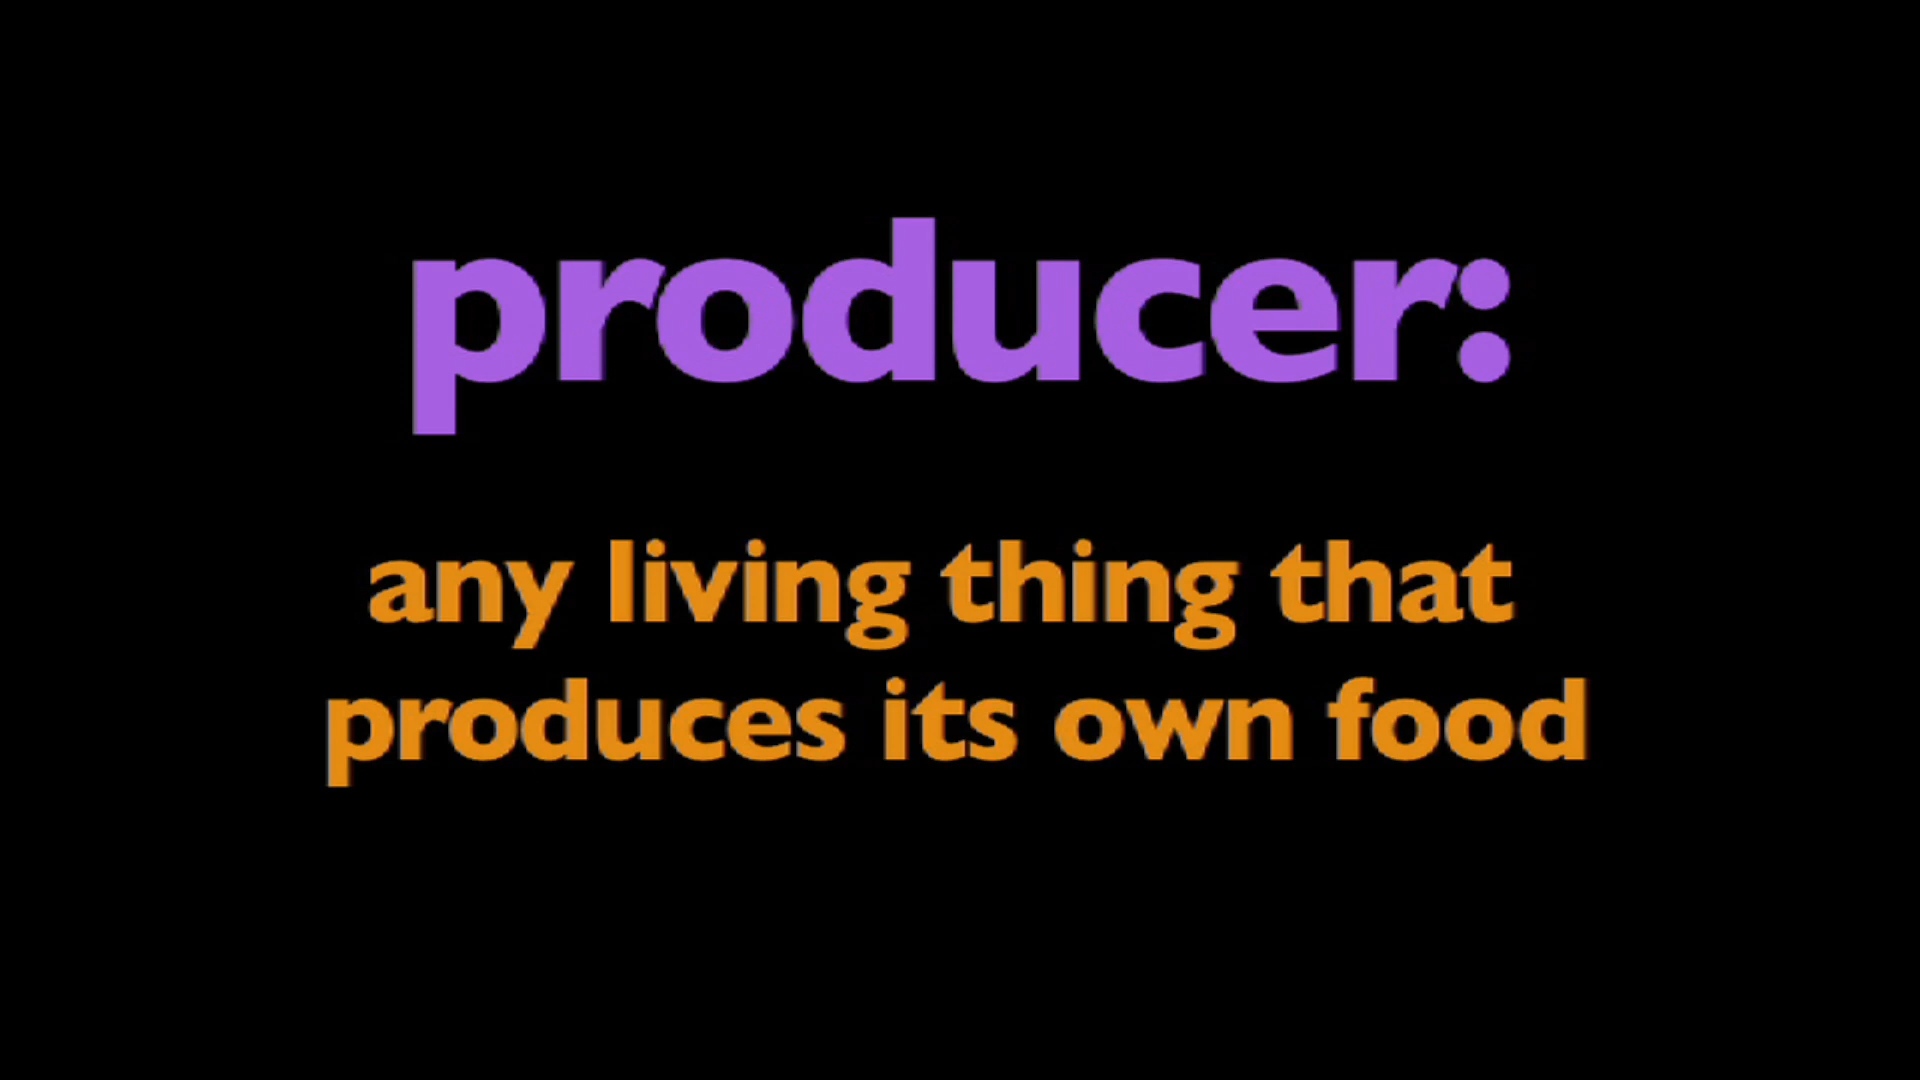 producer:
any living thing that
produces its own food